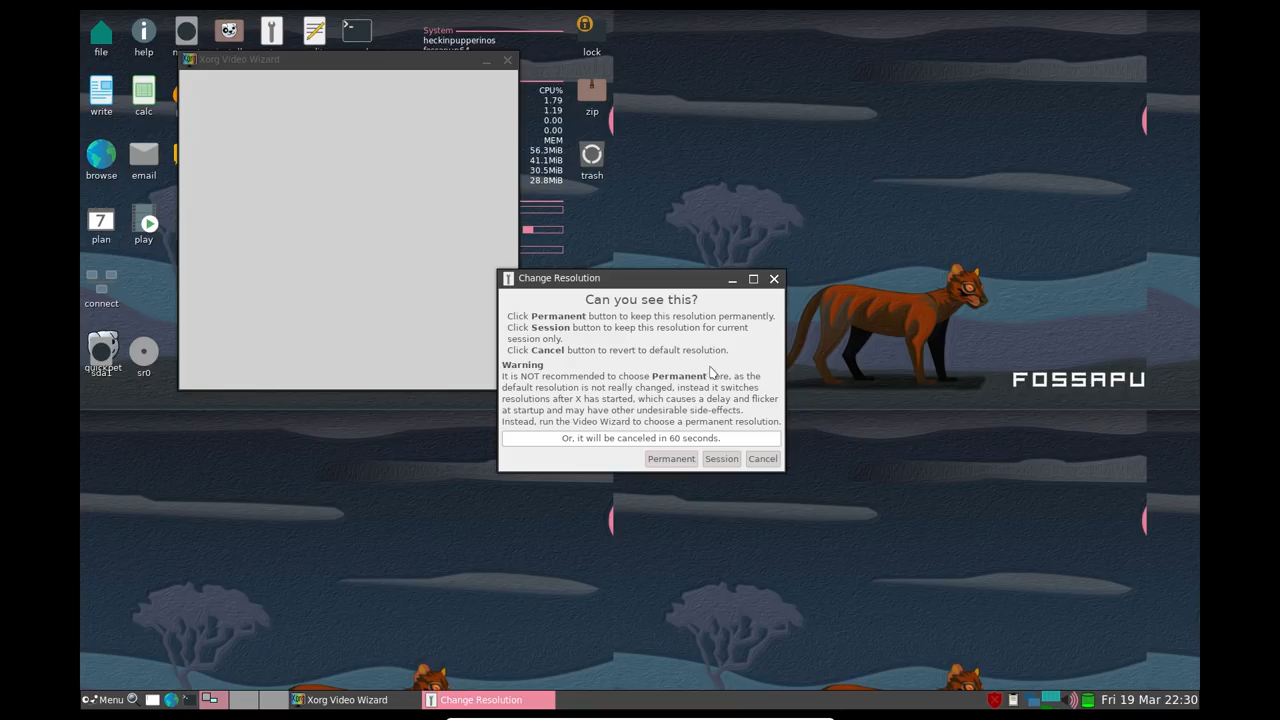 file
help
System
heckinpupperinos
lock
Xorg Video Wizard
write
calc
CPU%
1.79
1.19
0.00
0.00
MEM
56.3MiB
41.1MiB
30.5MiB
28.8MiB
zip
browse
email
trash
7
plan
play
connect
quickpet
sda1
sr0
Change Resolution
Can you see this?
Click Permanent button to keep this resolution permanently.
Click Session button to keep this resolution for current
session only.
Click Cancel button to revert to default resolution.
Warning
It is NOT recommended to choose Permanent here, as the
default resolution is not really changed, instead it switches
resolutions after X has started, which causes a delay and flicker
at startup and may have other undesirable side-effects.
Instead, run the Video Wizard to choose a permanent resolution.
Or, it will be canceled in 60 seconds.
Permanent Session Cancel
FOSSAPU
Menu
Xorg Video Wizard
Change Resolution
Fri 19 Mar 22:30